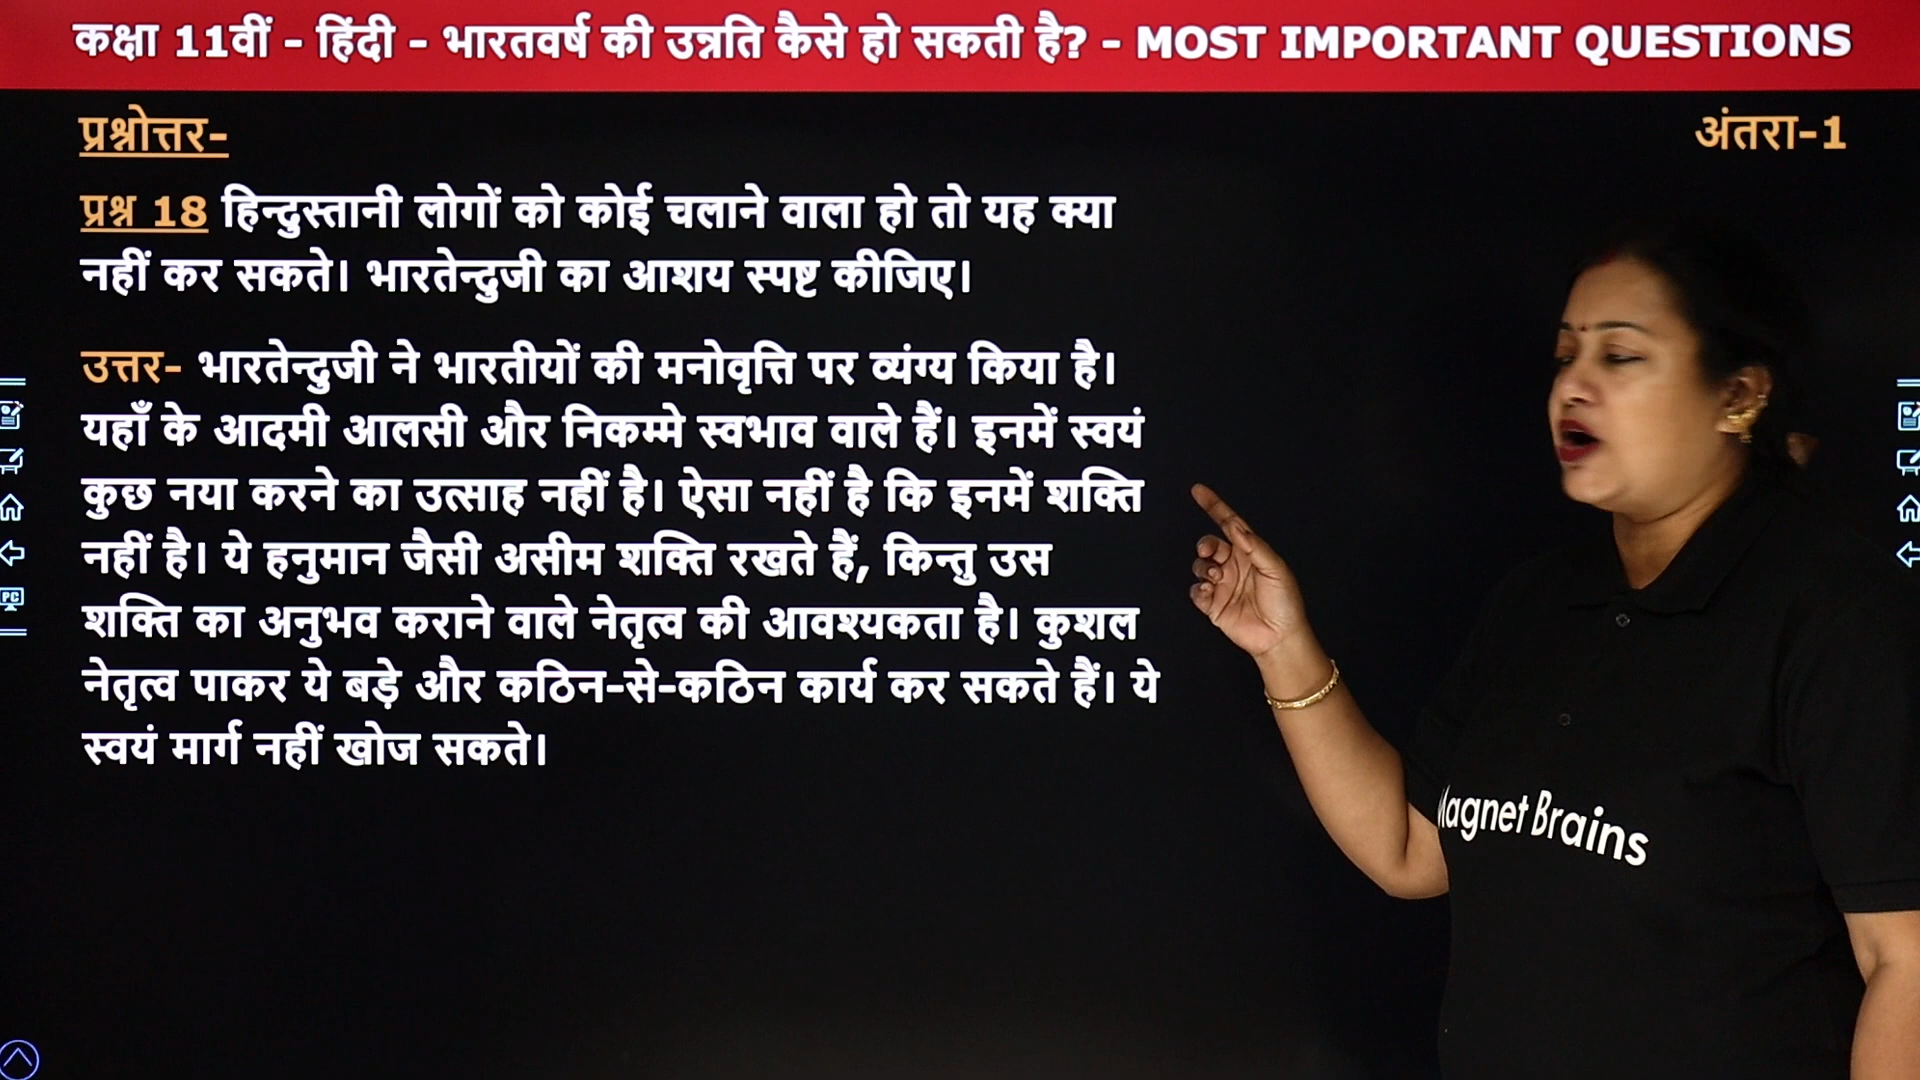 कक्षा 11वीं - हिंदी - भारतवर्ष की उन्नति कैसे हो सकती है? - MOST IMPORTANT QUESTIONS
प्रश्नोत्तर-
अंतरा-1
प्रश्न 18 हिन्दुस्तानी लोगों को कोई चलाने वाला हो तो यह क्या
नहीं कर सकते। भारतेन्दुजी का आशय स्पष्ट कीजिए।
उत्तर- भारतेन्दुजी ने भारतीयों की मनोवृत्ति पर व्यंग्य किया है।
यहाँ के आदमी आलसी और निकम्मे स्वभाव वाले हैं। इनमें स्वयं
कुछ नया करने का उत्साह नहीं है। ऐसा नहीं है कि इनमें शक्ति
नहीं है। ये हनुमान जैसी असीम शक्ति रखते हैं, किन्तु उस
शक्ति का अनुभव कराने वाले नेतृत्व की आवश्यकता है। कुशल
नेतृत्व पाकर ये बड़े और कठिन-से-कठिन कार्य कर सकते हैं। ये
स्वयं मार्ग नहीं खोज सकते।
PC
Magnet Brains